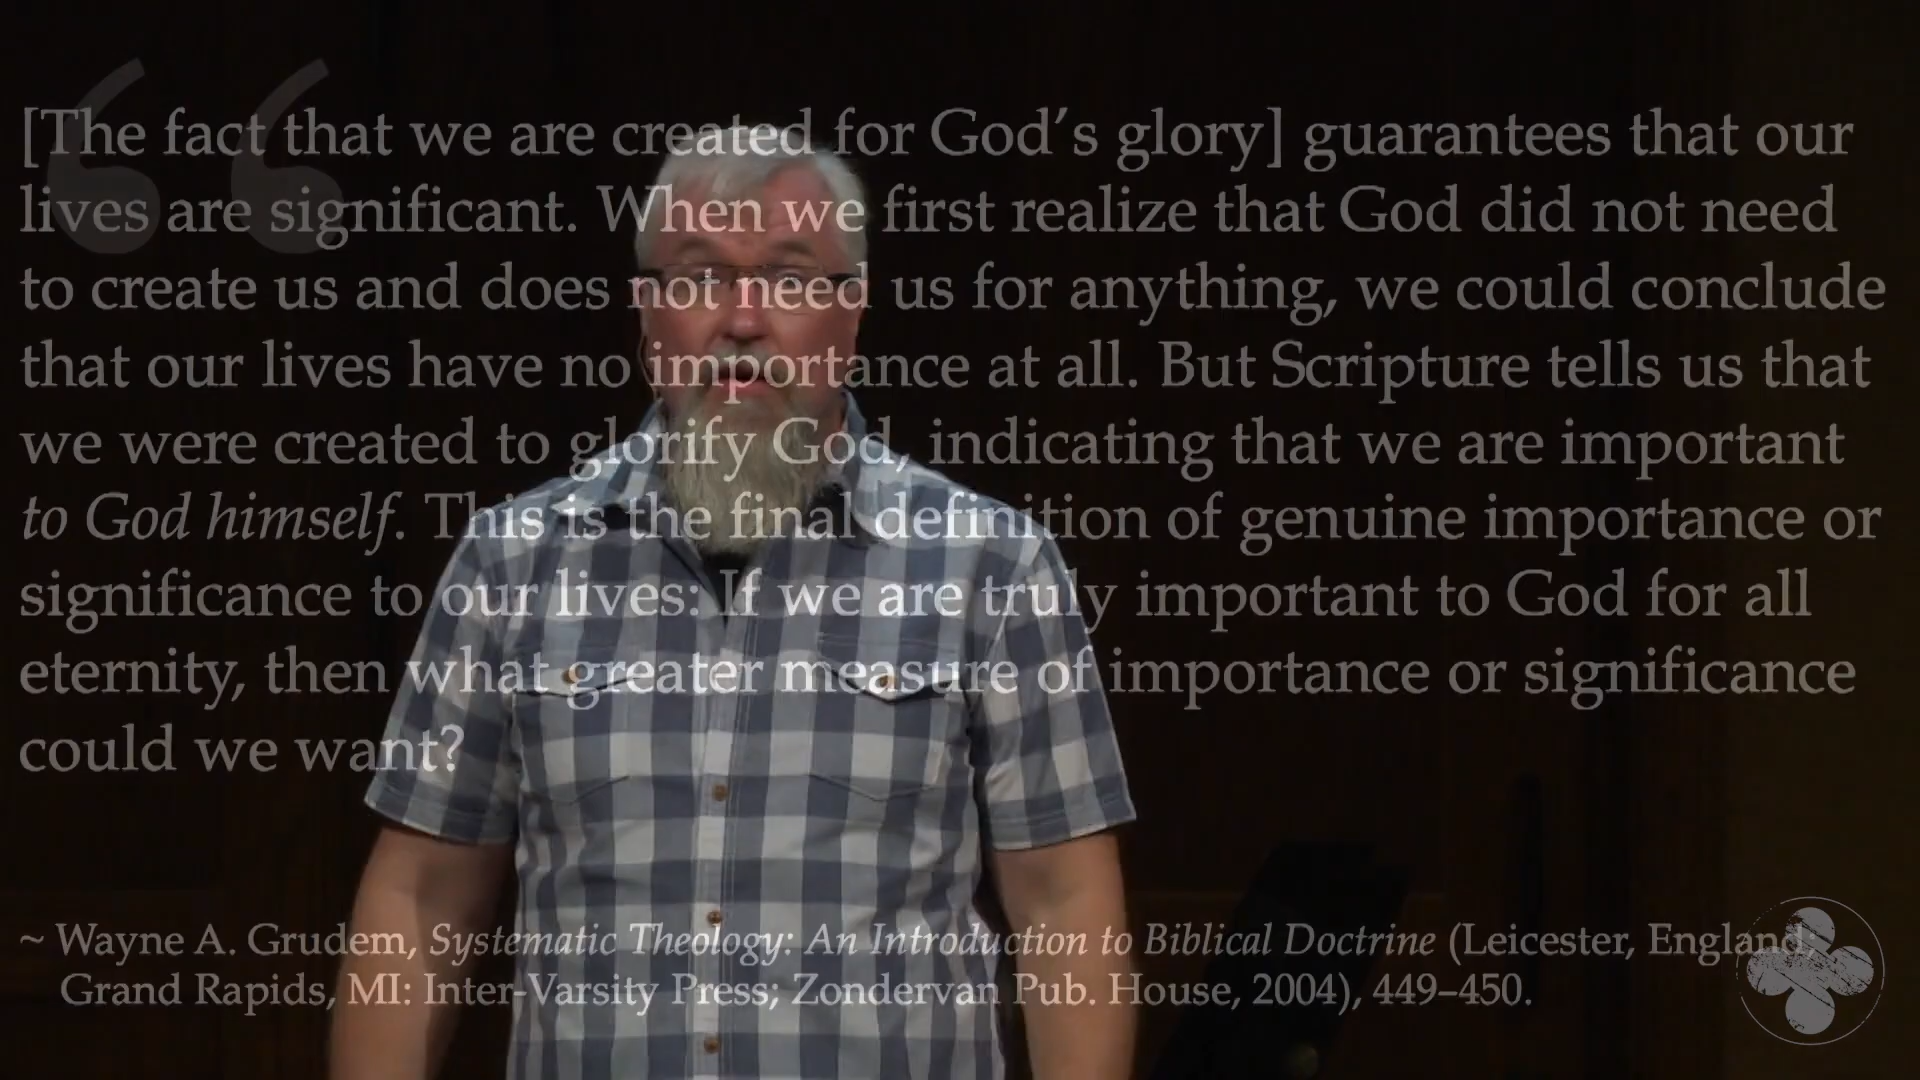 [The fact that we are created for God’s glory] guarantees that our
lives are significant. When we first realize that God did not need
to create us and does not need us for anything, we could conclude
that our lives have no importance at all. But Scripture tells us that
we were created to glorify God, indicating that we are important
to God himself. This is the final definition of genuine importance or
significance to our lives: If we are truly important to God for all
eternity, then what greater measure of importance or significance
could we want?
~ Wayne A. Grudem, Systematic Theology: An Introduction to Biblical Doctrine (Leicester, England;
Grand Rapids, MI: Inter-Varsity Press; Zondervan Pub. House, 2004), 449–450.